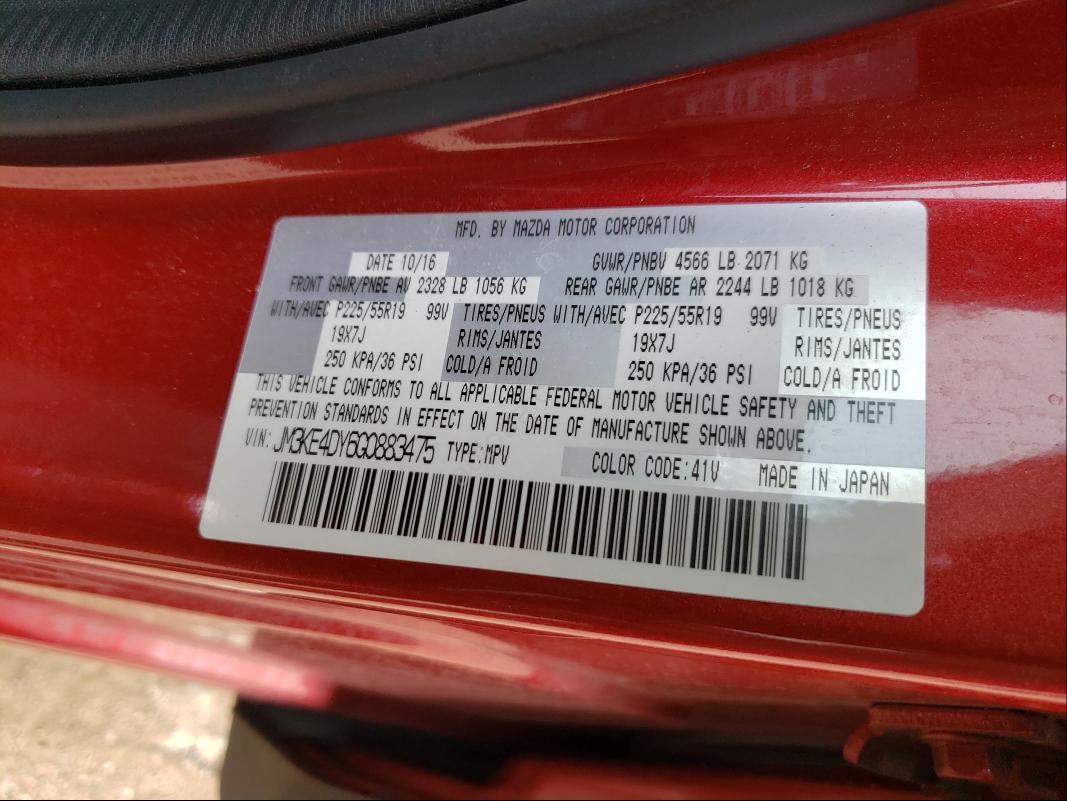 MFD. BY MAZDA MOTOR CORPORATION
DATE 10/16 GVWR/PNBV 4566 LB 2071 KG
FRONT GAWR/PNBE AV 2328 LB 1056 KG REAR GAWR/PNBE AR 2244 LB 1018 KG
WITH/AVEC P225/55R19 99V TIRES/PNEUS WITH/AVEC P225/55R19 99V TIRES/PNEUS
19X7J RIMS/JANTES 19X7J RIMS/JANTES
250 KPA/36 PSI COLD/A FROID 250 KPA/36 PSI COLD/A FROID
THIS VEHICLE CONFORMS TO ALL APPLICABLE FEDERAL MOTOR VEHICLE SAFETY AND THEFT
PREVENTION STANDARDS IN EFFECT ON THE DATE OF MANUFACTURE SHOWN ABOVE.
VIN: JM3KE4DY6G0883475 TYPE:MPV COLOR CODE:41V MADE IN JAPAN